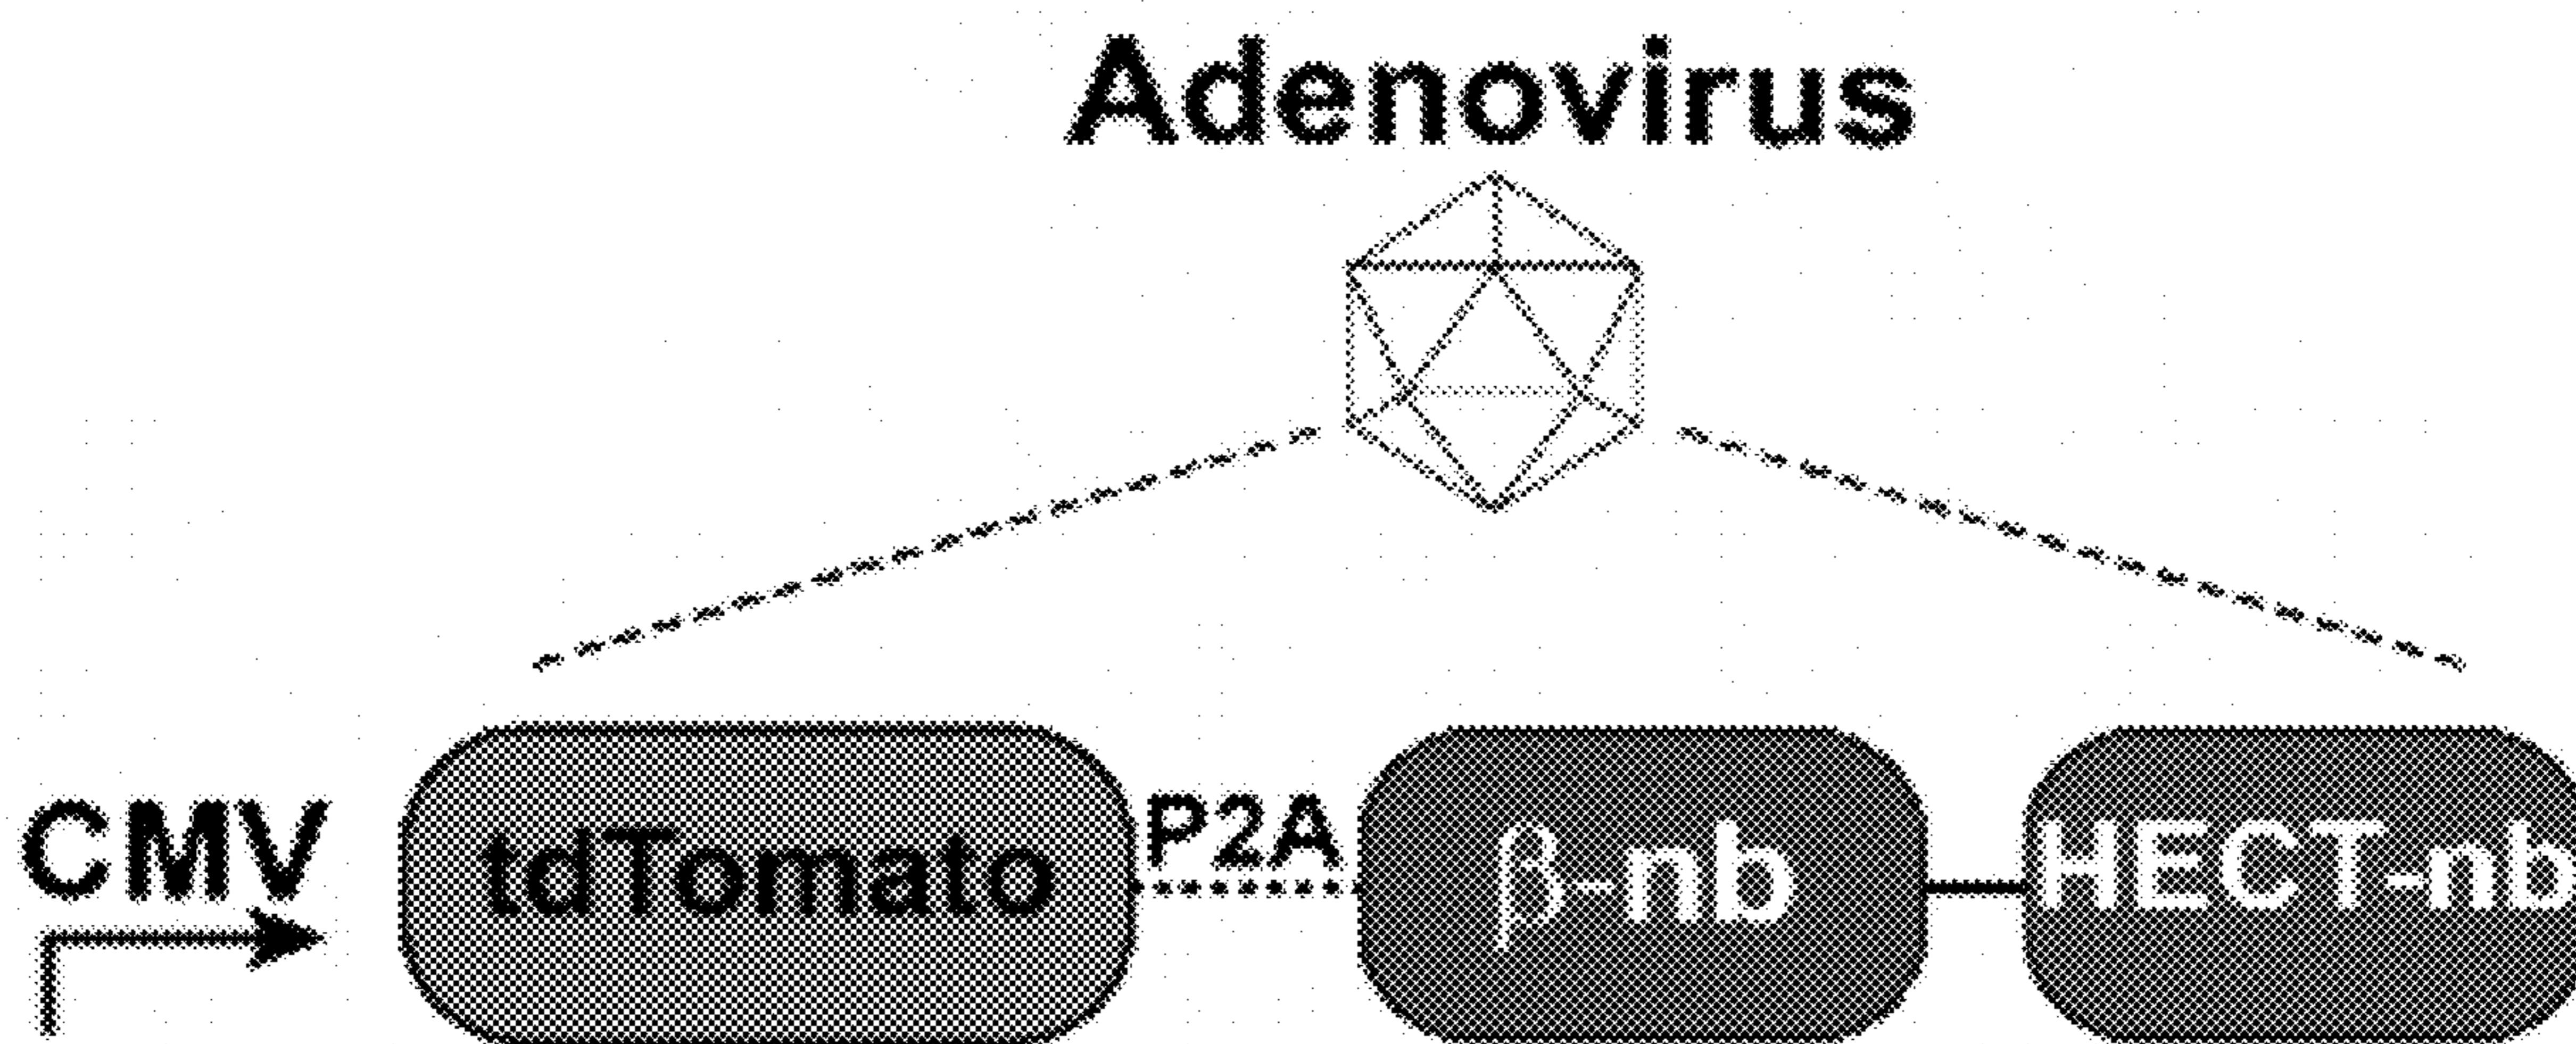 Adenovirus
CMV
tdTomato
P2A
β-nb
HECT-nb